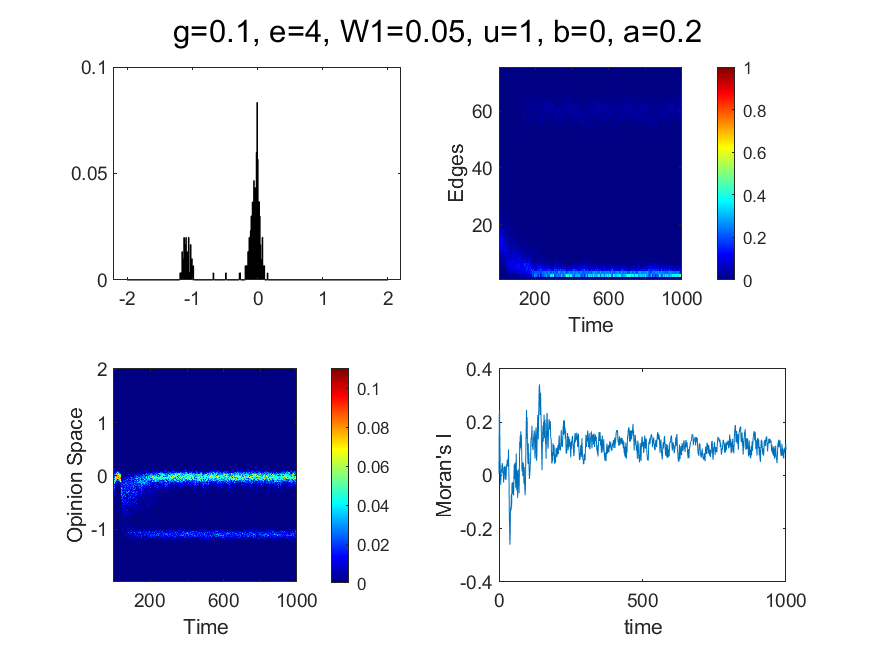 g=0.1, e=4, W1=0.05, u=1, b=0, a=0.2
0.1
0.05
0
-2 -1 0 1 2
Edges
60
40
20
200 600 1000
Time
1
0.8
0.6
0.4
0.2
0
Opinion Space
2
1
0
-1
200 600 1000
Time
0.1
0.08
0.06
0.04
0.02
0
Moran's I
0.4
0.2
0
-0.2
-0.4
0 500 1000
time